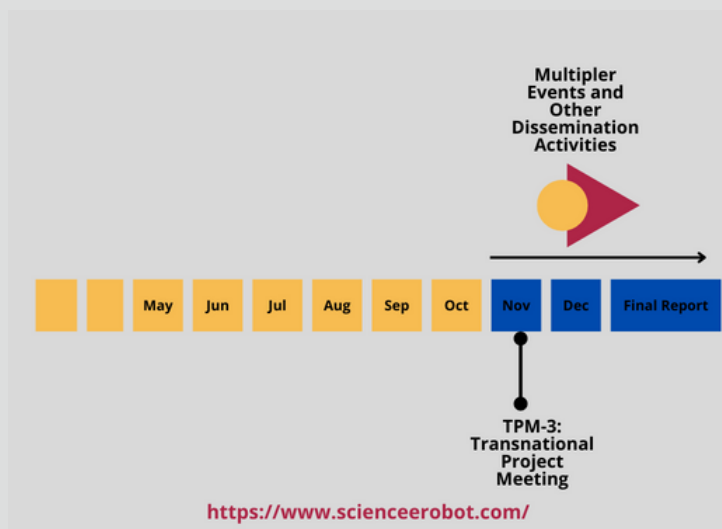 Multipler
Events and
Other
Dissemination
Activities
May Jun Jul Aug Sep Oct Nov Dec Final Report
TPM-3:
Transnational
Project
Meeting
https://www.scienceerobot.com/